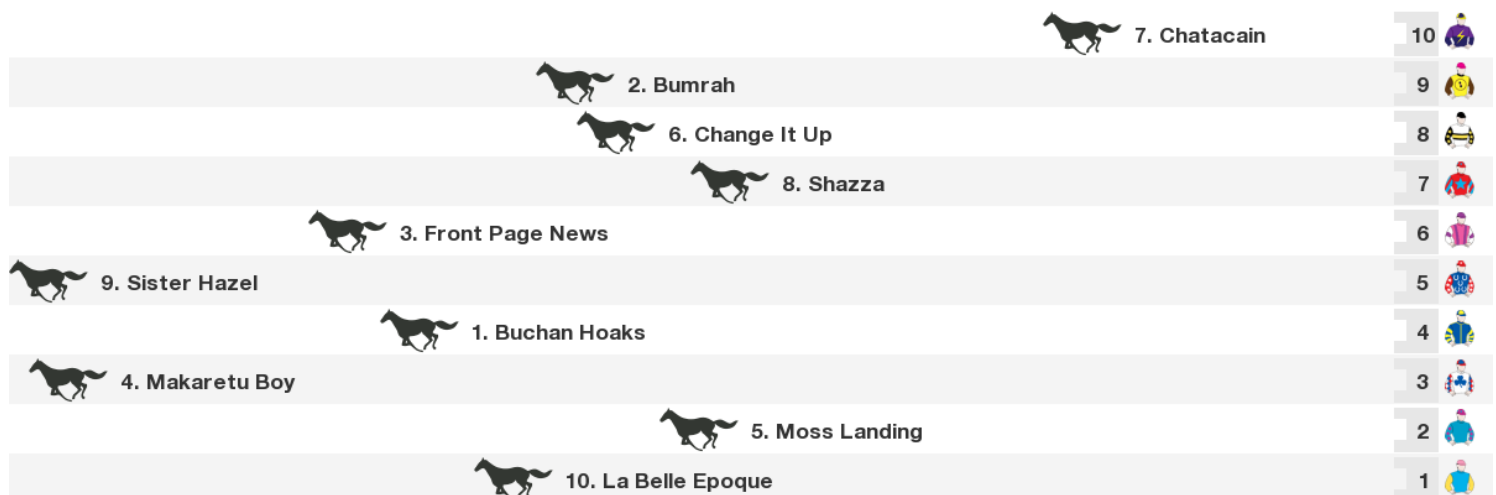 7. Chatacain 10
2. Bumrah 9
6. Change It Up 8
8. Shazza 7
3. Front Page News 6
9. Sister Hazel 5
1. Buchan Hoaks 4
4. Makaretu Boy 3
5. Moss Landing 2
10. La Belle Epoque 1